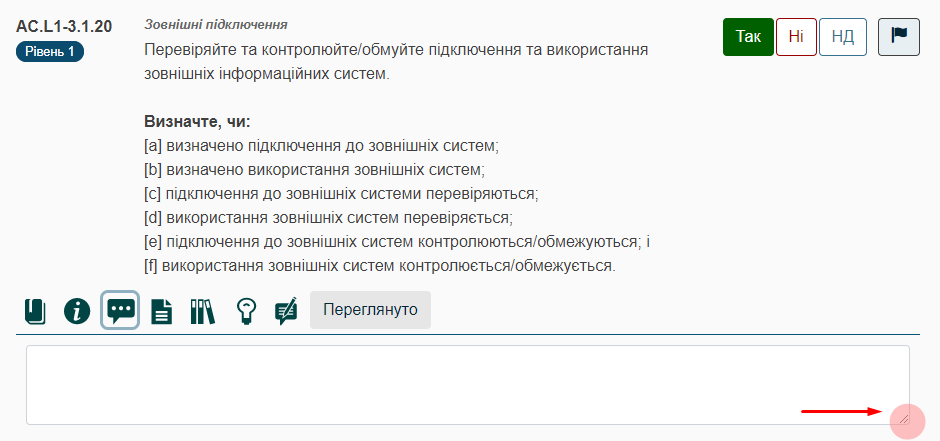 AC.L1-3.1.20
Рівень 1
Зовнішні підключення
Перевіряйте та контролюйте/обмуйте підключення та використання
зовнішніх інформаційних систем.
Так
Ні
НД
Визначте, чи:
[a] визначено підключення до зовнішніх систем;
[b] визначено використання зовнішніх систем;
[c] підключення до зовнішніх системи перевіряються;
[d] використання зовнішніх систем перевіряється;
[e] підключення до зовнішніх систем контролюються/обмежуються; і
[f] використання зовнішніх систем контролюється/обмежується.
Переглянуто